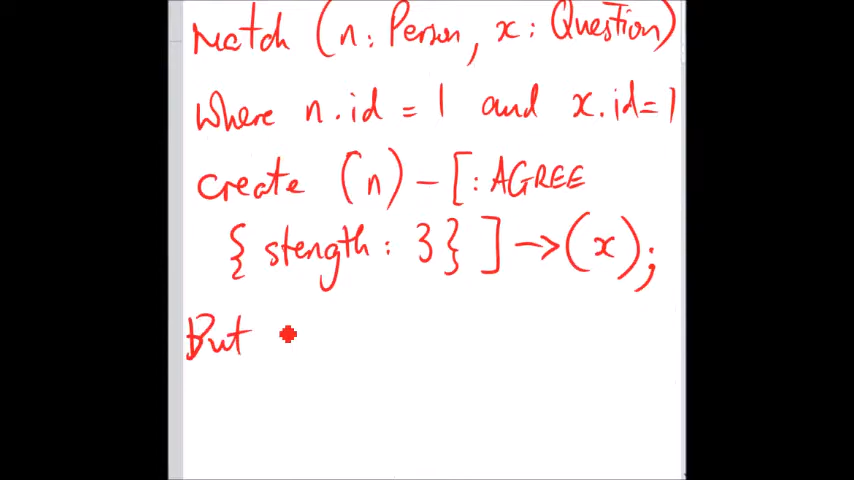 Match (n: Person, x: Question)
Where n.id = 1 and x.id=1
create (n) - [: AGREE
{ stength: 3} ] -> (x);
But